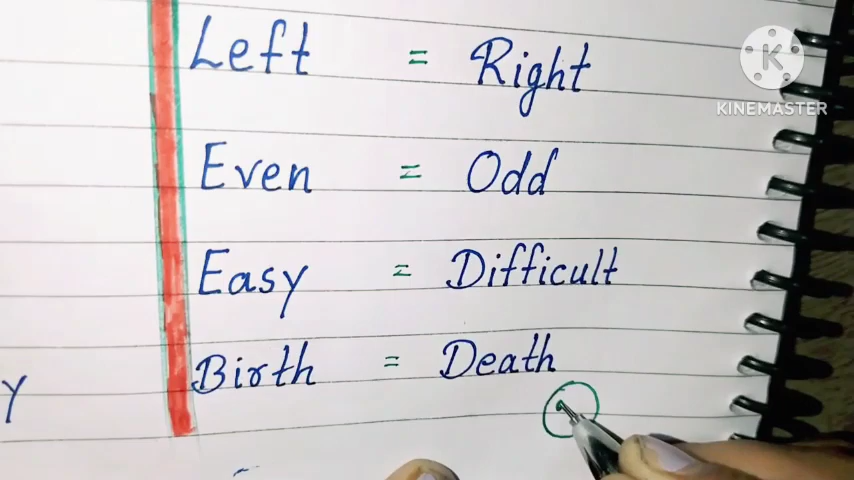 Left = Right
K
KINEMASTER
Even = Odd
Easy = Difficult
Birth = Death
y